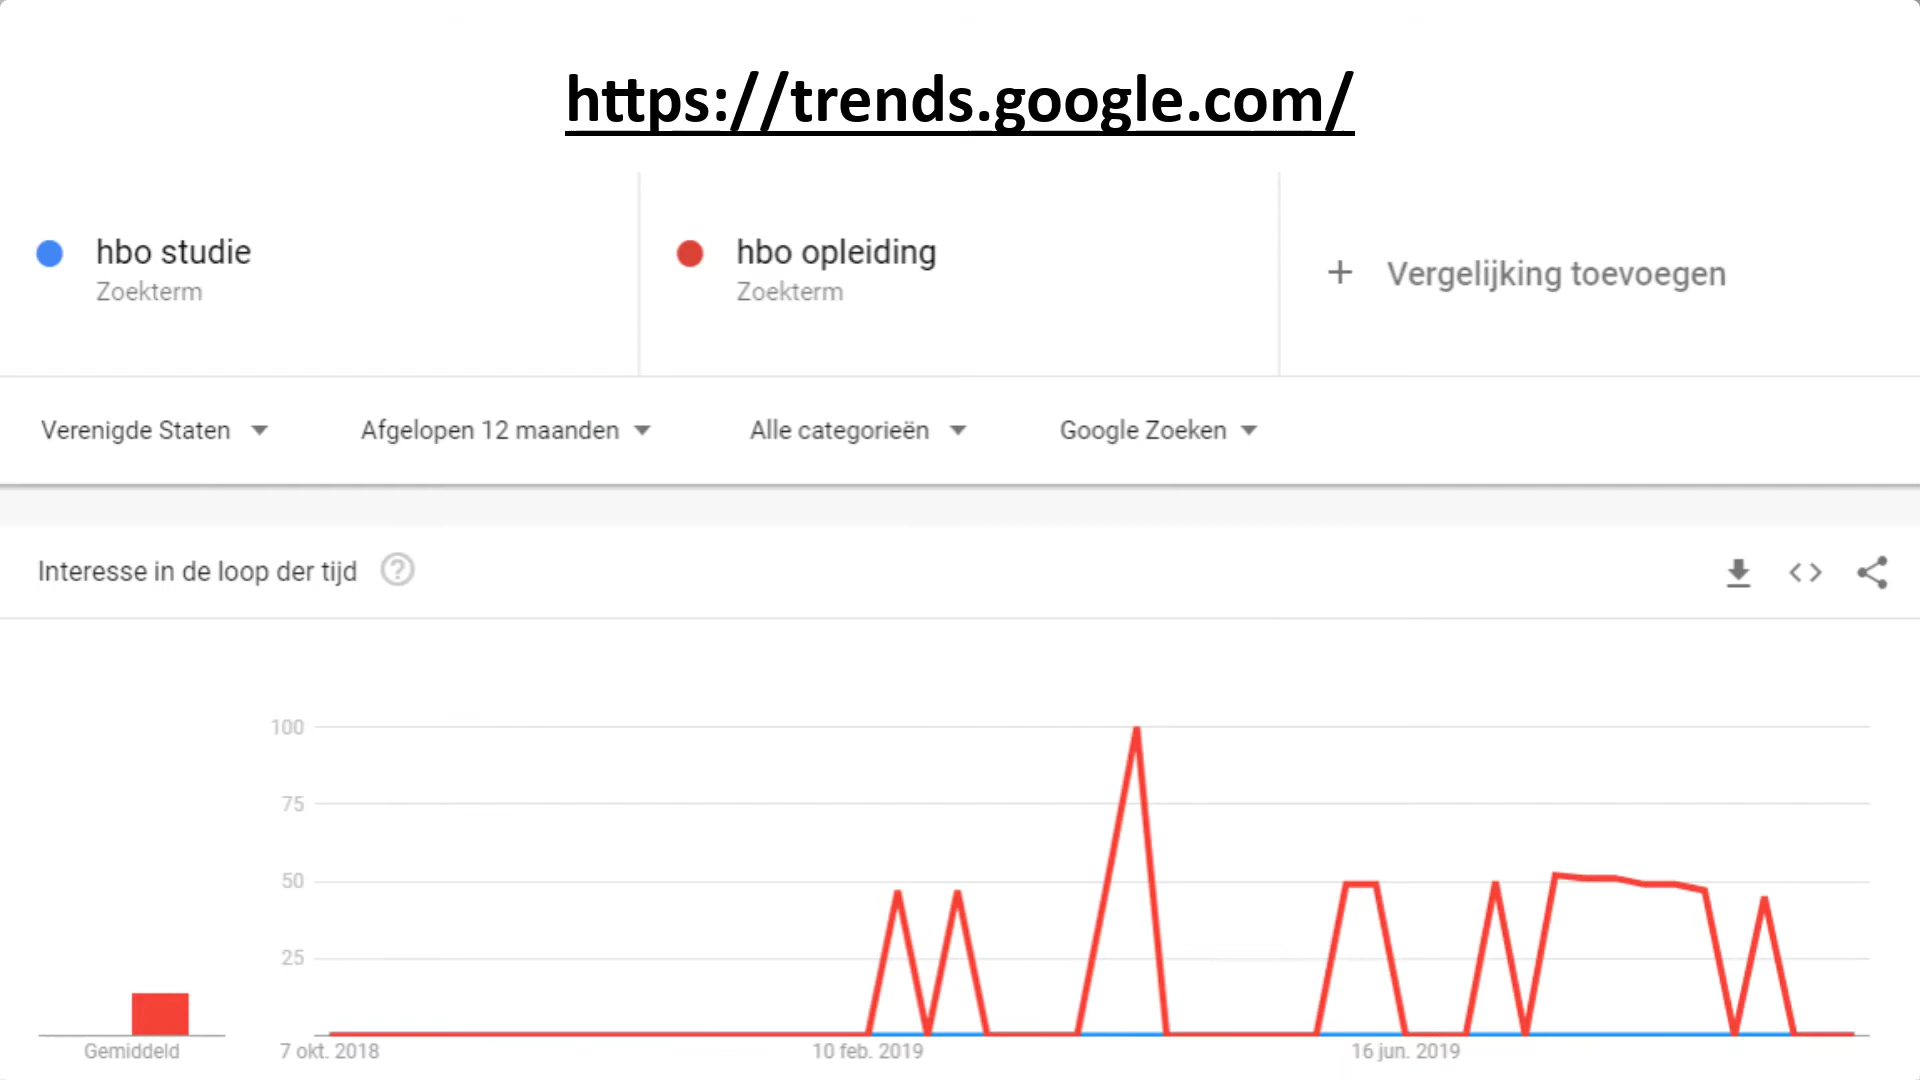 https://trends.google.com/
hbo studie
Zoekterm
hbo opleiding
Zoekterm
+ Vergelijking toevoegen
Verenigde Staten
Afgelopen 12 maanden
Alle categorieën
Google Zoeken
Interesse in de loop der tijd
100
75
50
25
Gemiddeld
7 okt. 2018
10 feb. 2019
16 jun. 2019